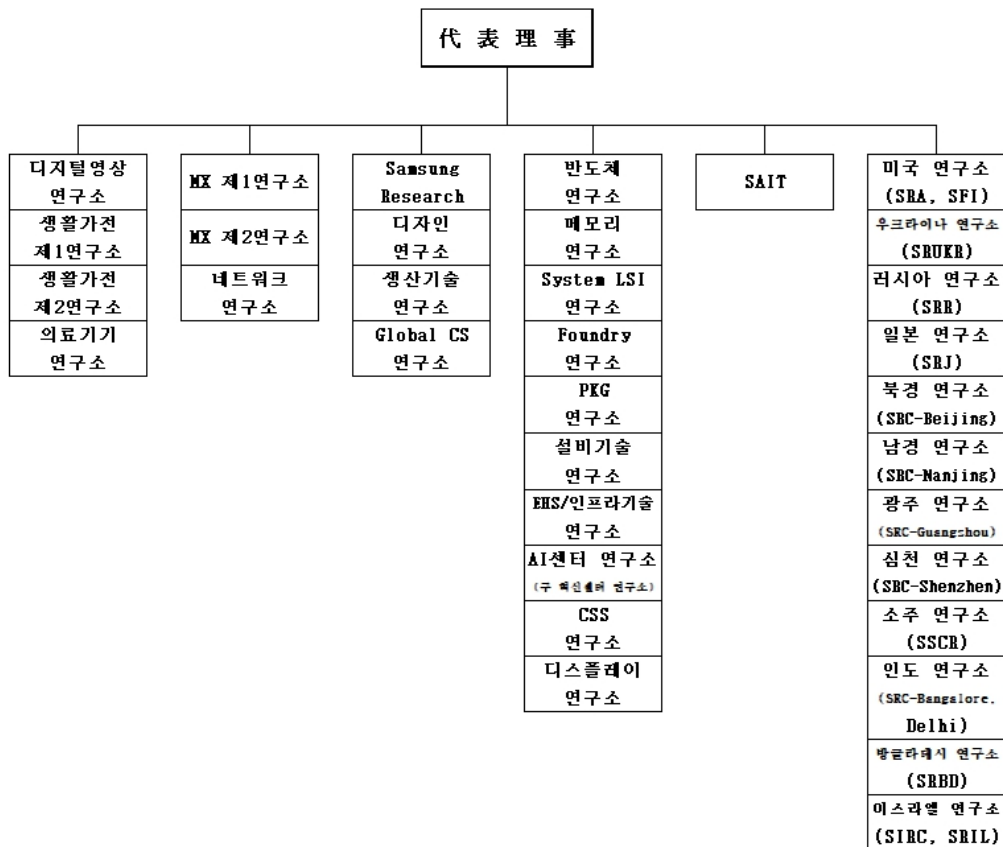 代 表 理 事
디지털영상
연구소
생활가전
제1연구소
생활가전
제2연구소
의료기기
연구소
MX 제1연구소
MX 제2연구소
네트워크
연구소
Samsung
Research
디자인
연구소
생산기술
연구소
Global CS
연구소
반도체
연구소
메모리
연구소
System LSI
연구소
Foundry
연구소
PKG
연구소
설비기술
연구소
EHS/인프라기술
연구소
AI센터 연구소
(구 혁신센터 연구소)
CSS
연구소
디스플레이
연구소
SAIT
미국 연구소
(SRA, SFI)
우크라이나 연구소
(SRUKR)
러시아 연구소
(SRR)
일본 연구소
(SRJ)
북경 연구소
(SRC-Beijing)
남경 연구소
(SRC-Nanjing)
광주 연구소
(SRC-Guangzhou)
심천 연구소
(SRC-Shenzhen)
소주 연구소
(SSCR)
인도 연구소
(SRC-Bangalore,
Delhi)
방글라데시 연구소
(SRBD)
이스라엘 연구소
(SIRC, SRIL)